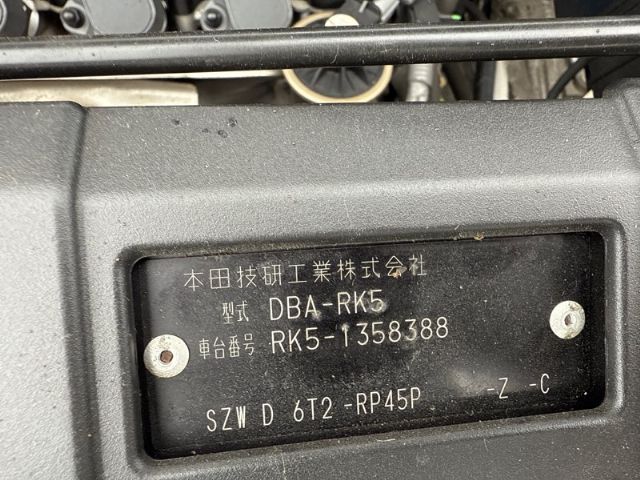 本田技研工業株式会社
型式 DBA-RK5
車台番号 RK5-1358388
SZW D 6T2 -RP45P -Z -C